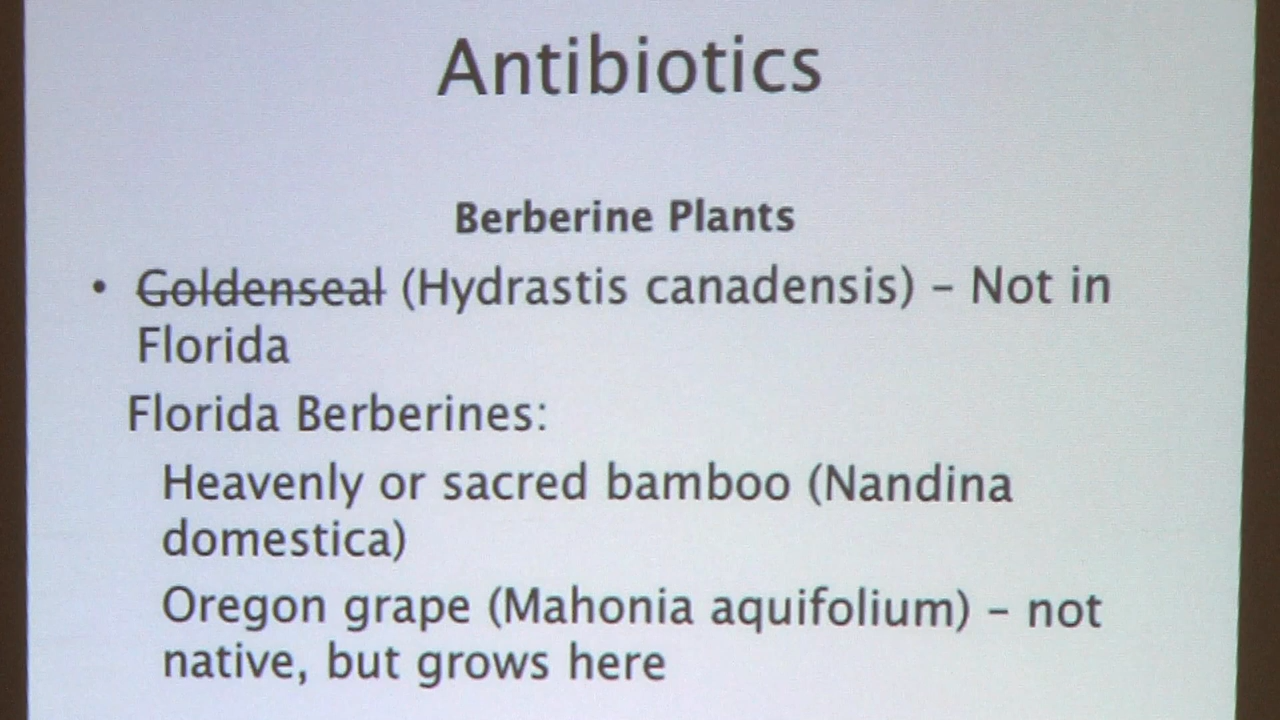 Antibiotics
Berberine Plants
• Goldenseal (Hydrastis canadensis) – Not in
Florida
Florida Berberines:
Heavenly or sacred bamboo (Nandina
domestica)
Oregon grape (Mahonia aquifolium) – not
native, but grows here